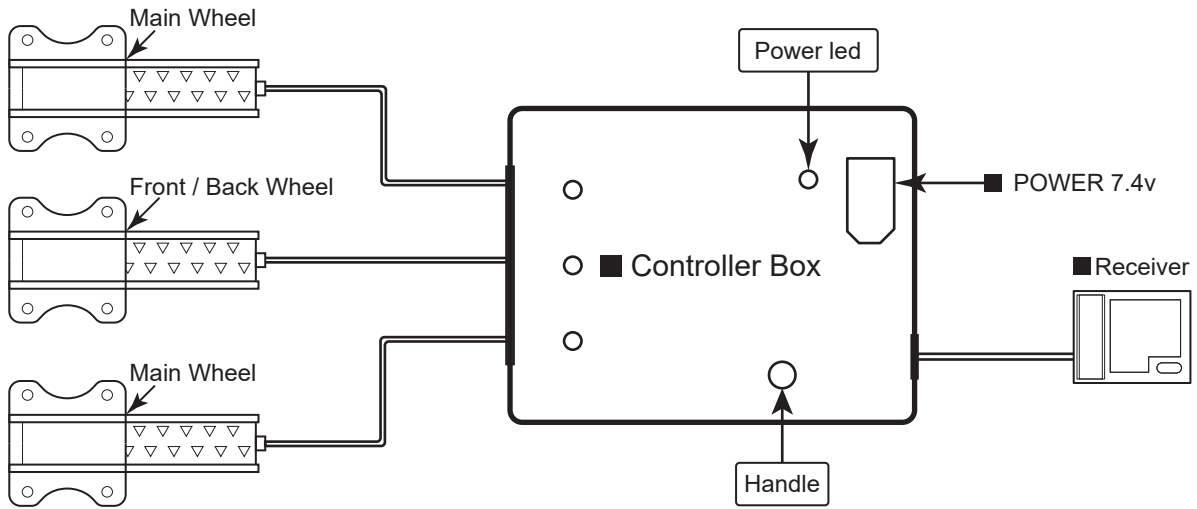 Main Wheel
Power led
Front / Back Wheel
■ POWER 7.4v
■ Controller Box
■ Receiver
Main Wheel
Handle